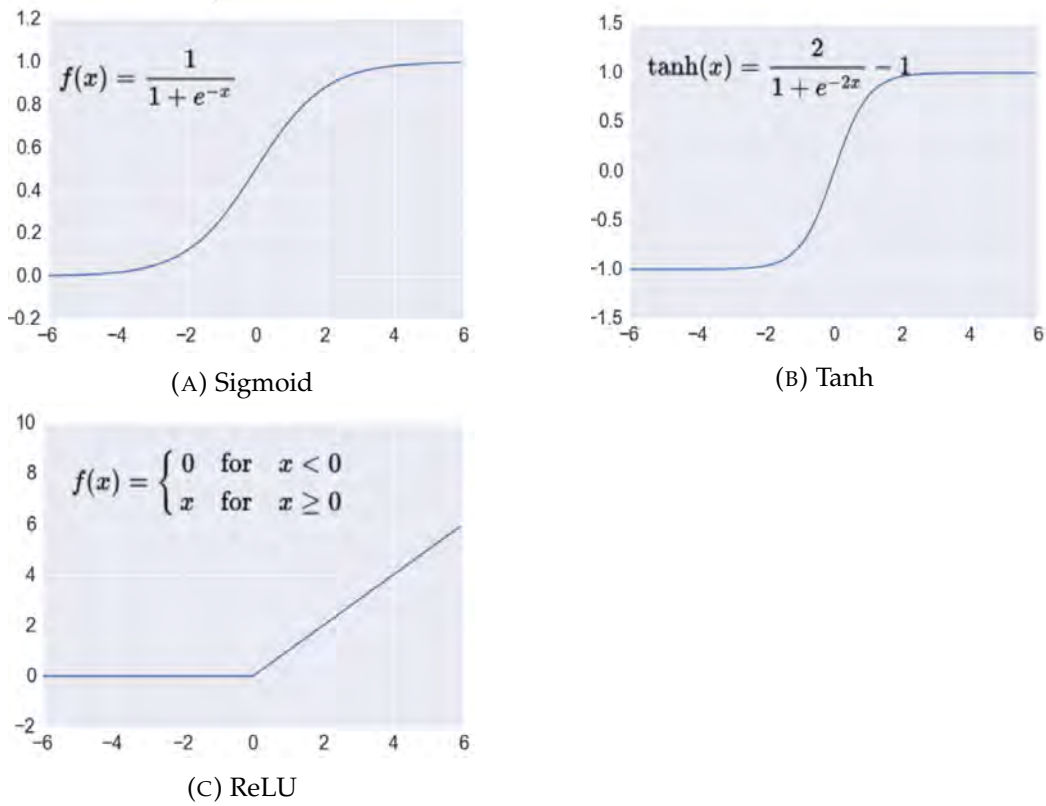 1.2
1.0
0.8
0.6
0.4
0.2
0.0
-0.2
−6 −4 −2 0 2 4 6
f(x) = 1 / (1 + e^{-x})
(A) Sigmoid
1.5
1.0
0.5
0.0
-0.5
-1.0
-1.5
−6 −4 −2 0 2 4 6
tanh(x) = 2 / (1 + e^{-2x}) − 1
(B) Tanh
10
8
6
4
2
0
−2
−6 −4 −2 0 2 4 6
f(x) = { 0 for x < 0
x for x ≥ 0
(C) ReLU